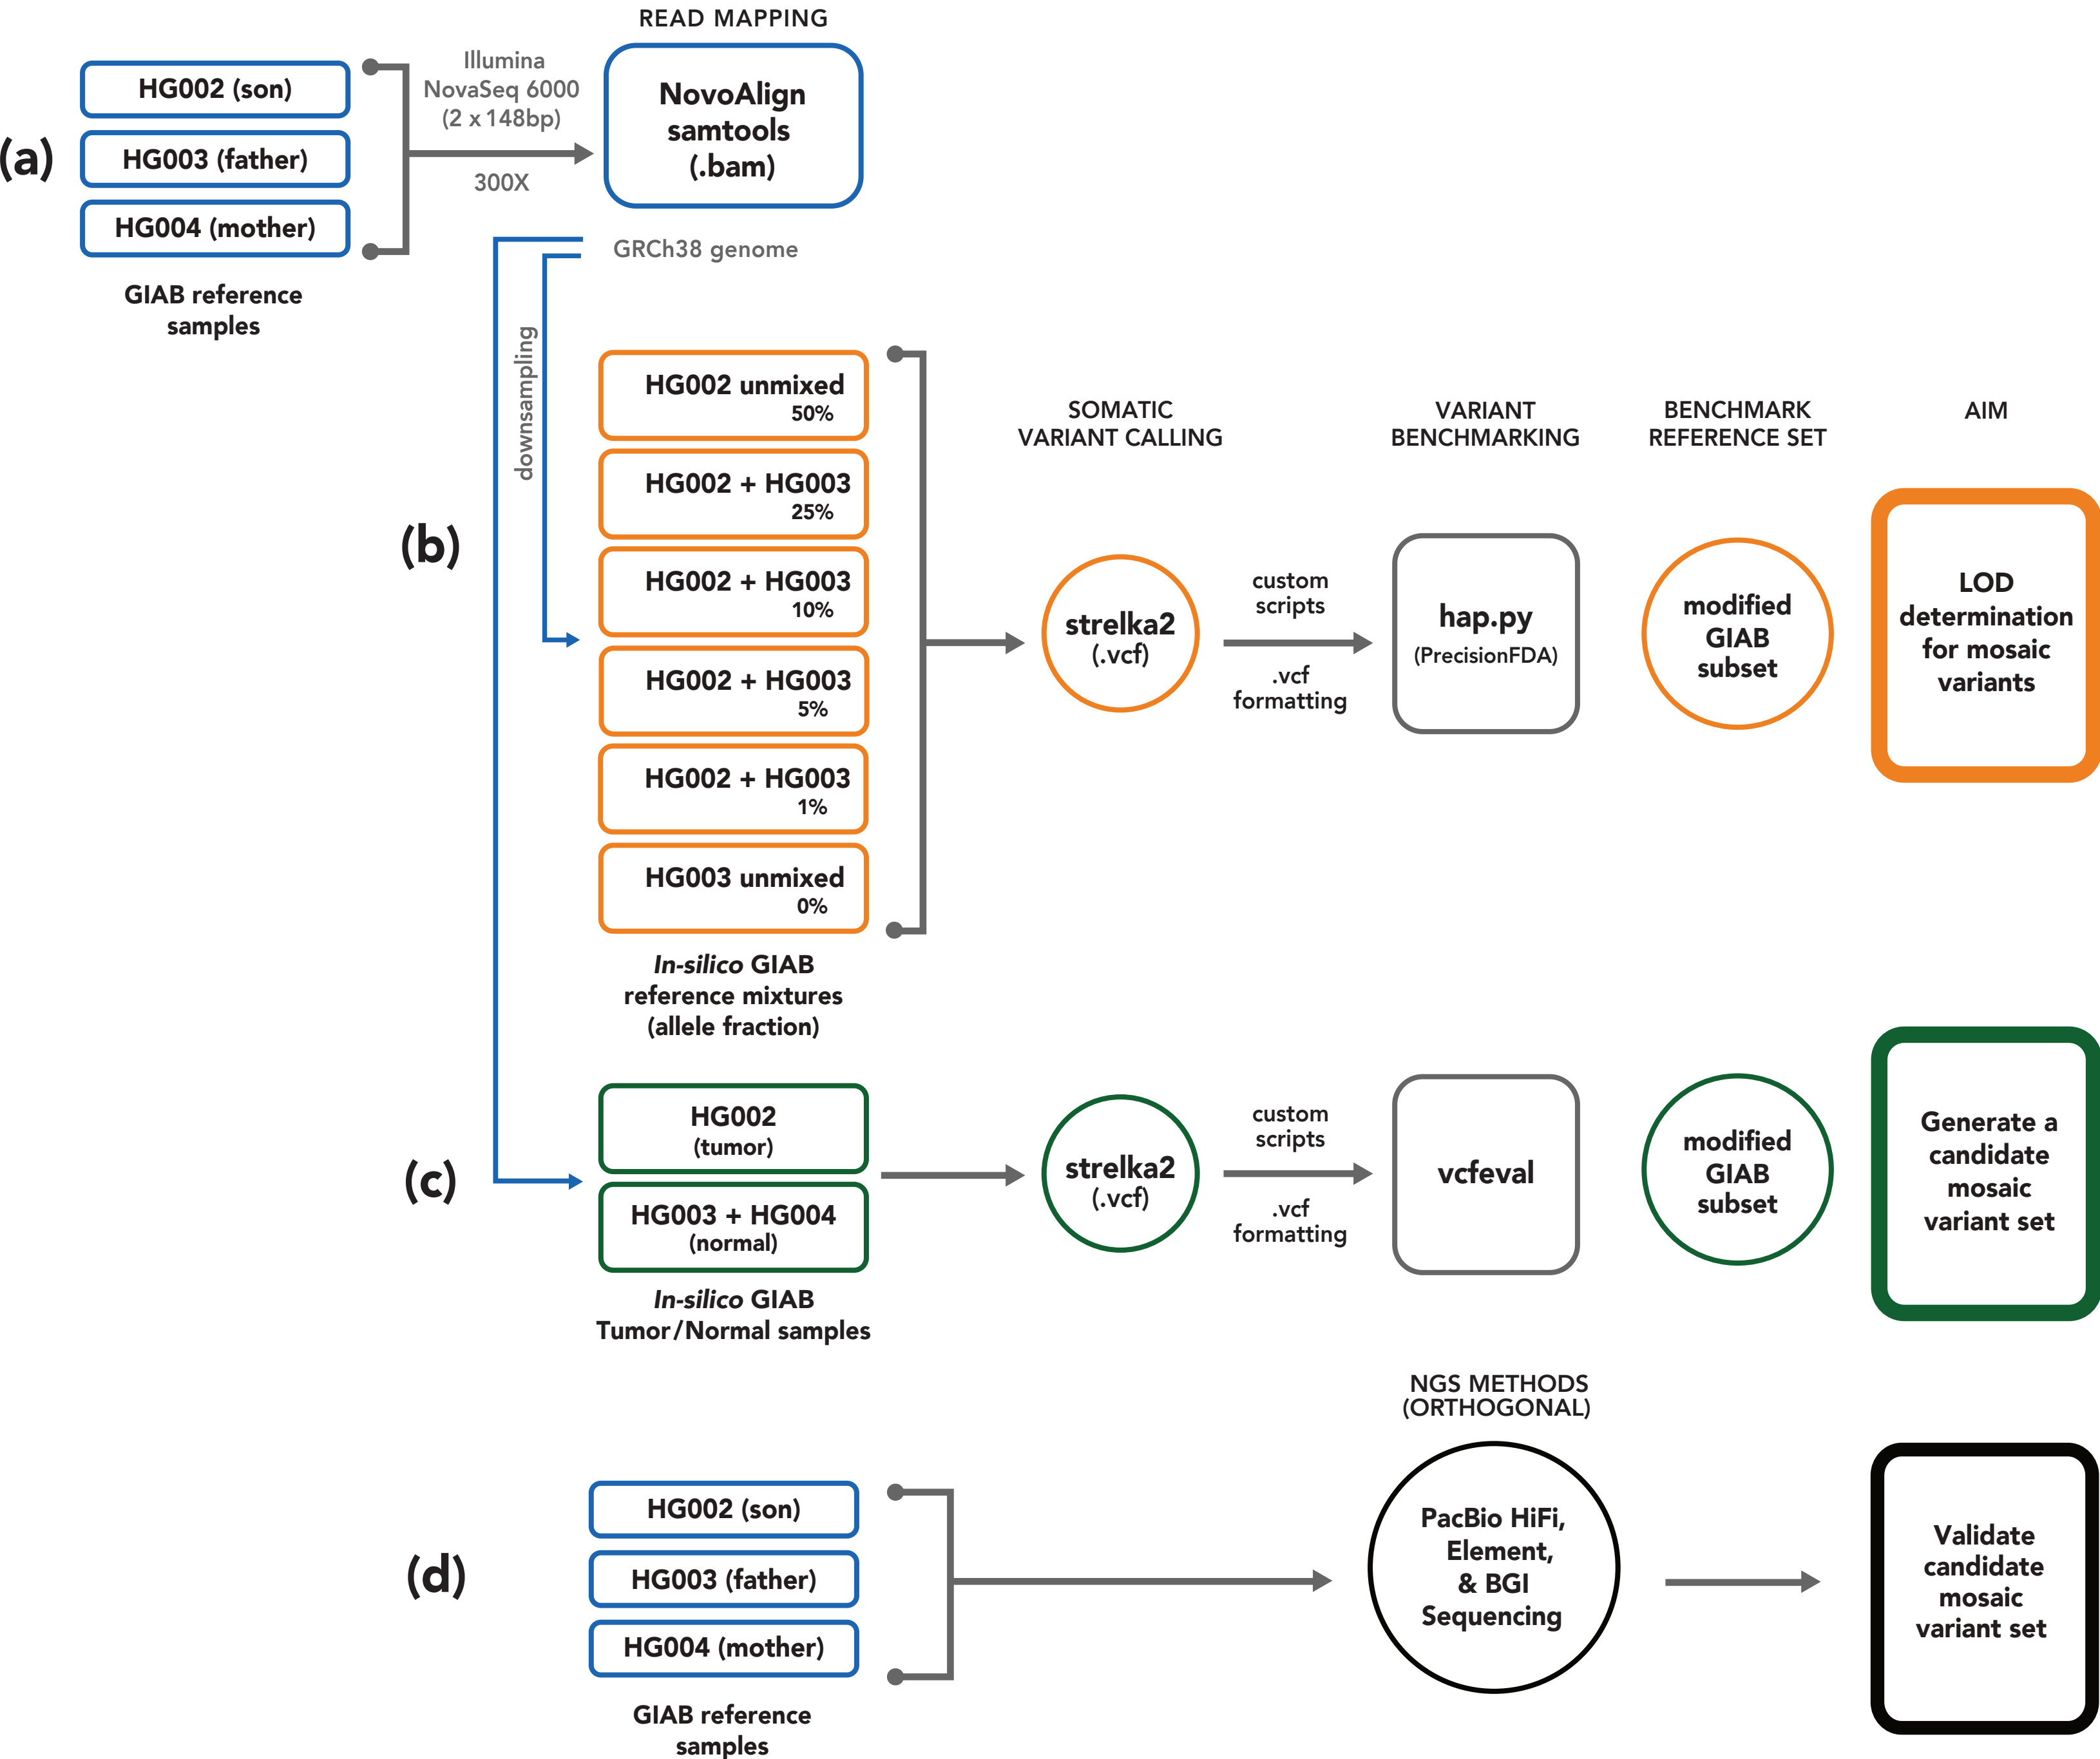 READ MAPPING
(a)
HG002 (son)
HG003 (father)
HG004 (mother)
GIAB reference
samples
Illumina
NovaSeq 6000
(2 x 148bp)
300X
NovoAlign
samtools
(.bam)
GRCh38 genome
downsampling
(b)
HG002 unmixed
50%
HG002 + HG003
25%
HG002 + HG003
10%
HG002 + HG003
5%
HG002 + HG003
1%
HG003 unmixed
0%
In-silico GIAB
reference mixtures
(allele fraction)
SOMATIC
VARIANT CALLING
strelka2
(.vcf)
custom
scripts
.vcf
formatting
VARIANT
BENCHMARKING
hap.py
(PrecisionFDA)
BENCHMARK
REFERENCE SET
modified
GIAB
subset
AIM
LOD
determination
for mosaic
variants
(c)
HG002
(tumor)
HG003 + HG004
(normal)
In-silico GIAB
Tumor/Normal samples
strelka2
(.vcf)
custom
scripts
.vcf
formatting
vcfeval
modified
GIAB
subset
Generate a
candidate
mosaic
variant set
(d)
HG002 (son)
HG003 (father)
HG004 (mother)
GIAB reference
samples
NGS METHODS
(ORTHOGONAL)
PacBio HiFi,
Element,
& BGI
Sequencing
Validate
candidate
mosaic
variant set